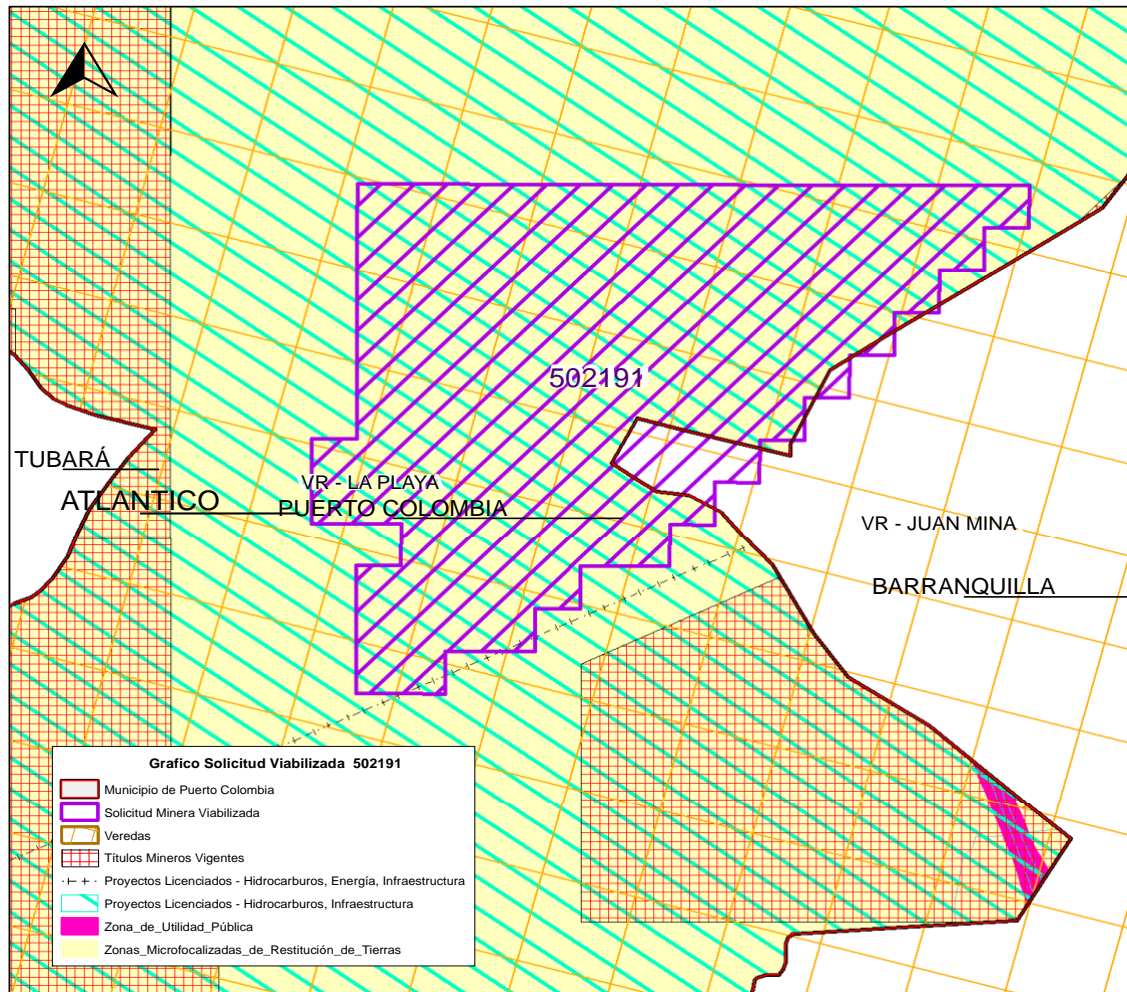 502191
TUBARÁ
VR - LA PLAYA
ATLANTICO
PUERTO COLOMBIA
VR - JUAN MINA
BARRANQUILLA
Grafico Solicitud Viabilizada 502191
Municipio de Puerto Colombia
Solicitud Minera Viabilizada
Veredas
Títulos Mineros Vigentes
Proyectos Licenciados - Hidrocarburos, Energía, Infraestructura
Proyectos Licenciados - Hidrocarburos, Infraestructura
Zona_de_Utilidad_Pública
Zonas_Microfocalizadas_de_Restitución_de_Tierras